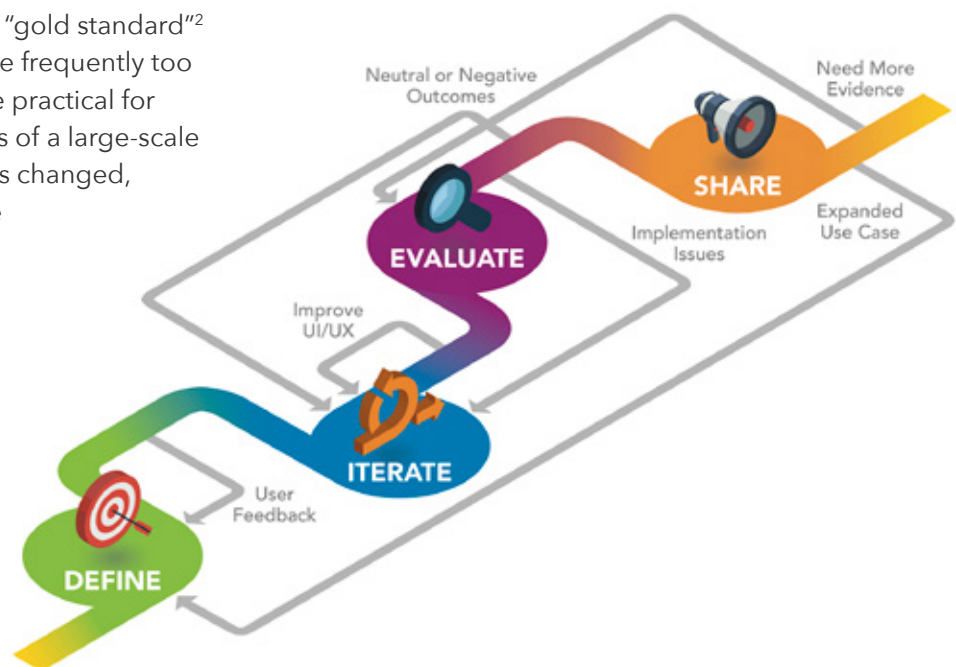 “gold standard”2
e frequently too
e practical for
s of a large-scale
s changed,
e
Neutral or Negative
Outcomes
Need More
Evidence
SHARE
Expanded
Use Case
Implementation
Issues
EVALUATE
Improve
UI/UX
ITERATE
User
Feedback
DEFINE